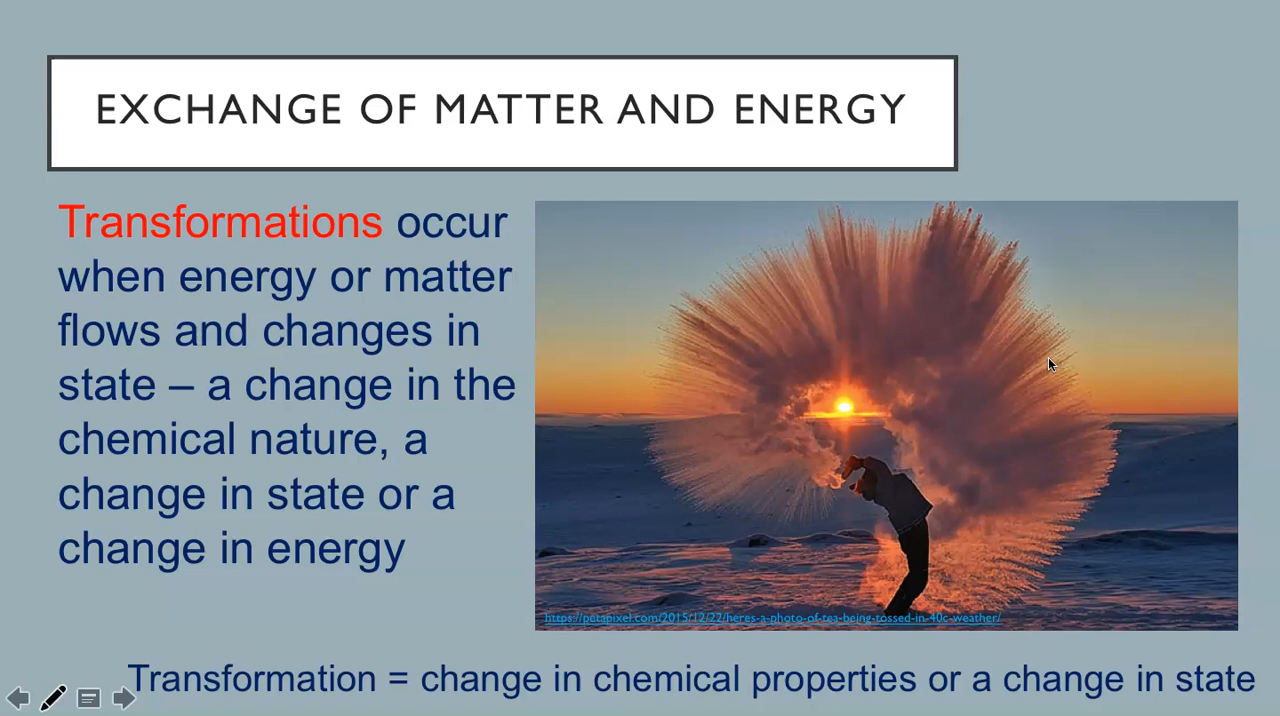 EXCHANGE OF MATTER AND ENERGY
Transformations occur
when energy or matter
flows and changes in
state – a change in the
chemical nature, a
change in state or a
change in energy
https://petapixel.com/2015/12/22/heres-a-photo-of-tea-being-tossed-in-40c-weather/
Transformation = change in chemical properties or a change in state